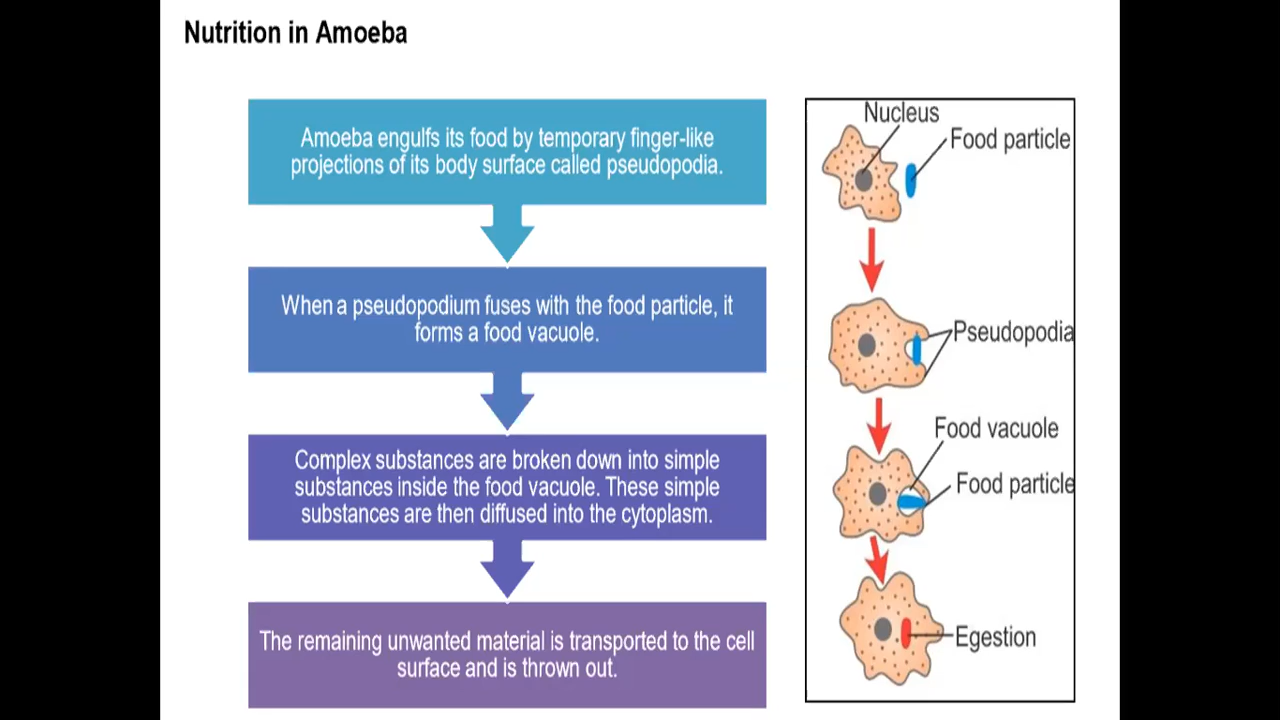 Nutrition in Amoeba
Amoeba engulfs its food by temporary finger-like
projections of its body surface called pseudopodia.
When a pseudopodium fuses with the food particle, it
forms a food vacuole.
Complex substances are broken down into simple
substances inside the food vacuole. These simple
substances are then diffused into the cytoplasm.
The remaining unwanted material is transported to the cell
surface and is thrown out.
Nucleus
Food particle
Pseudopodia
Food vacuole
Food particle
Egestion